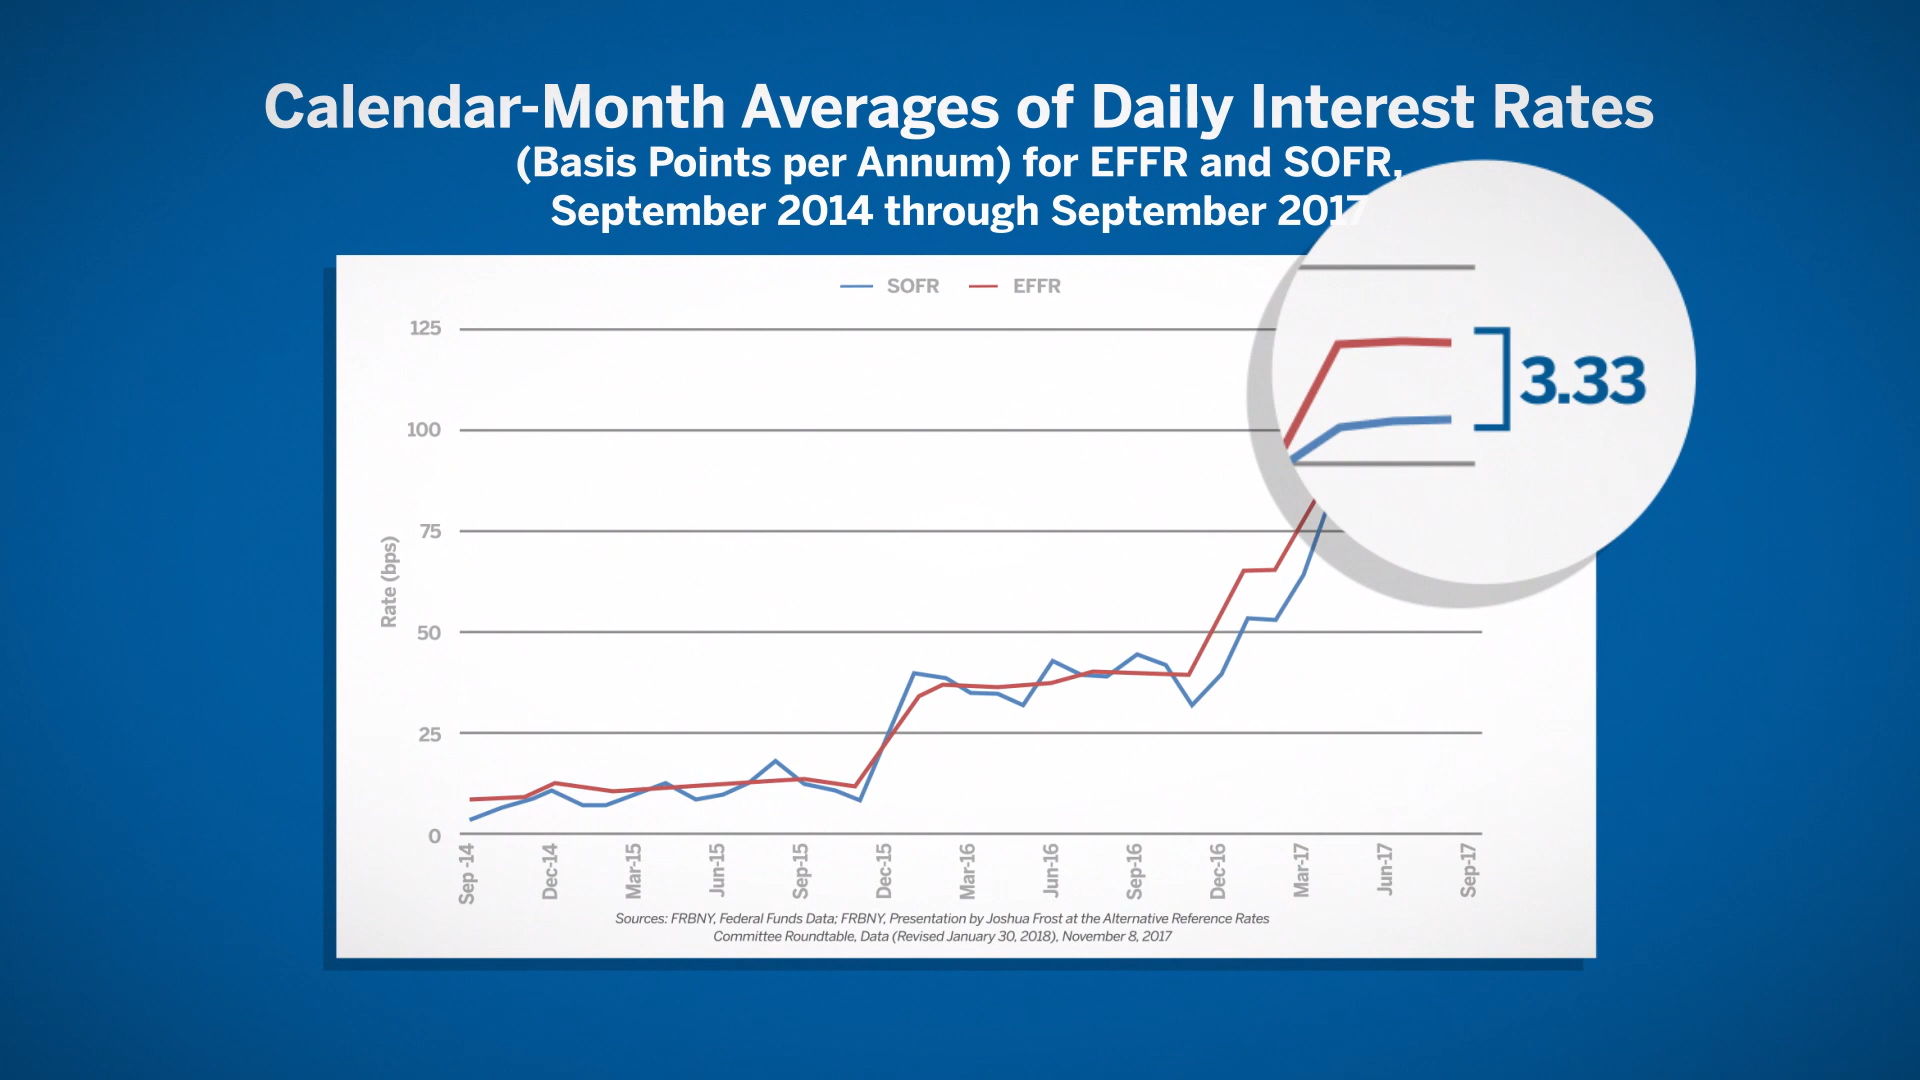 Calendar-Month Averages of Daily Interest Rates
(Basis Points per Annum) for EFFR and SOFR,
September 2014 through September 2017
SOFR EFFR
3.33
125
100
75
50
25
0
Rate (bps)
Sep -14 Dec-14 Mar-15 Jun-15 Sep-15 Dec-15 Mar-16 Jun-16 Sep-16 Dec-16 Mar-17 Jun-17 Sep-17
Sources: FRBNY, Federal Funds Data; FRBNY, Presentation by Joshua Frost at the Alternative Reference Rates
Committee Roundtable, Data (Revised January 30, 2018), November 8, 2017